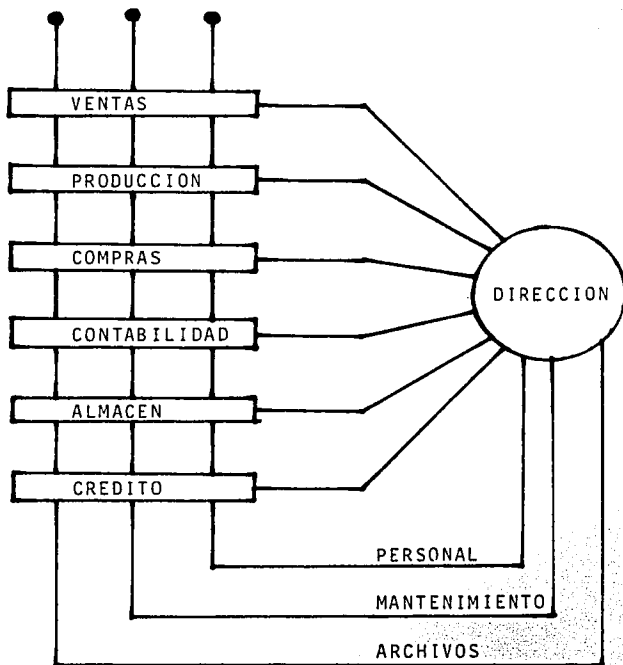 VENTAS
PRODUCCION
COMPRAS
DIRECCION
CONTABILIDAD
ALMACEN
CREDITO
PERSONAL
MANTENIMIENTO
ARCHIVOS